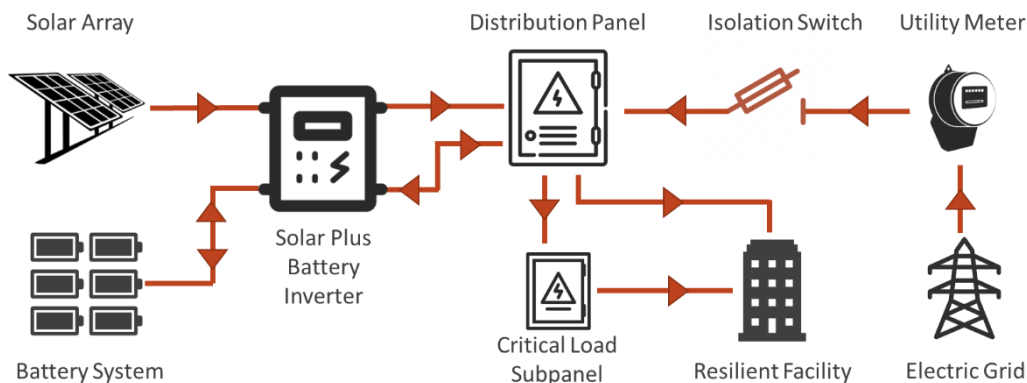 Solar Array
Distribution Panel
Isolation Switch
Utility Meter
Solar Plus
Battery
Inverter
Battery System
Critical Load
Subpanel
Resilient Facility
Electric Grid